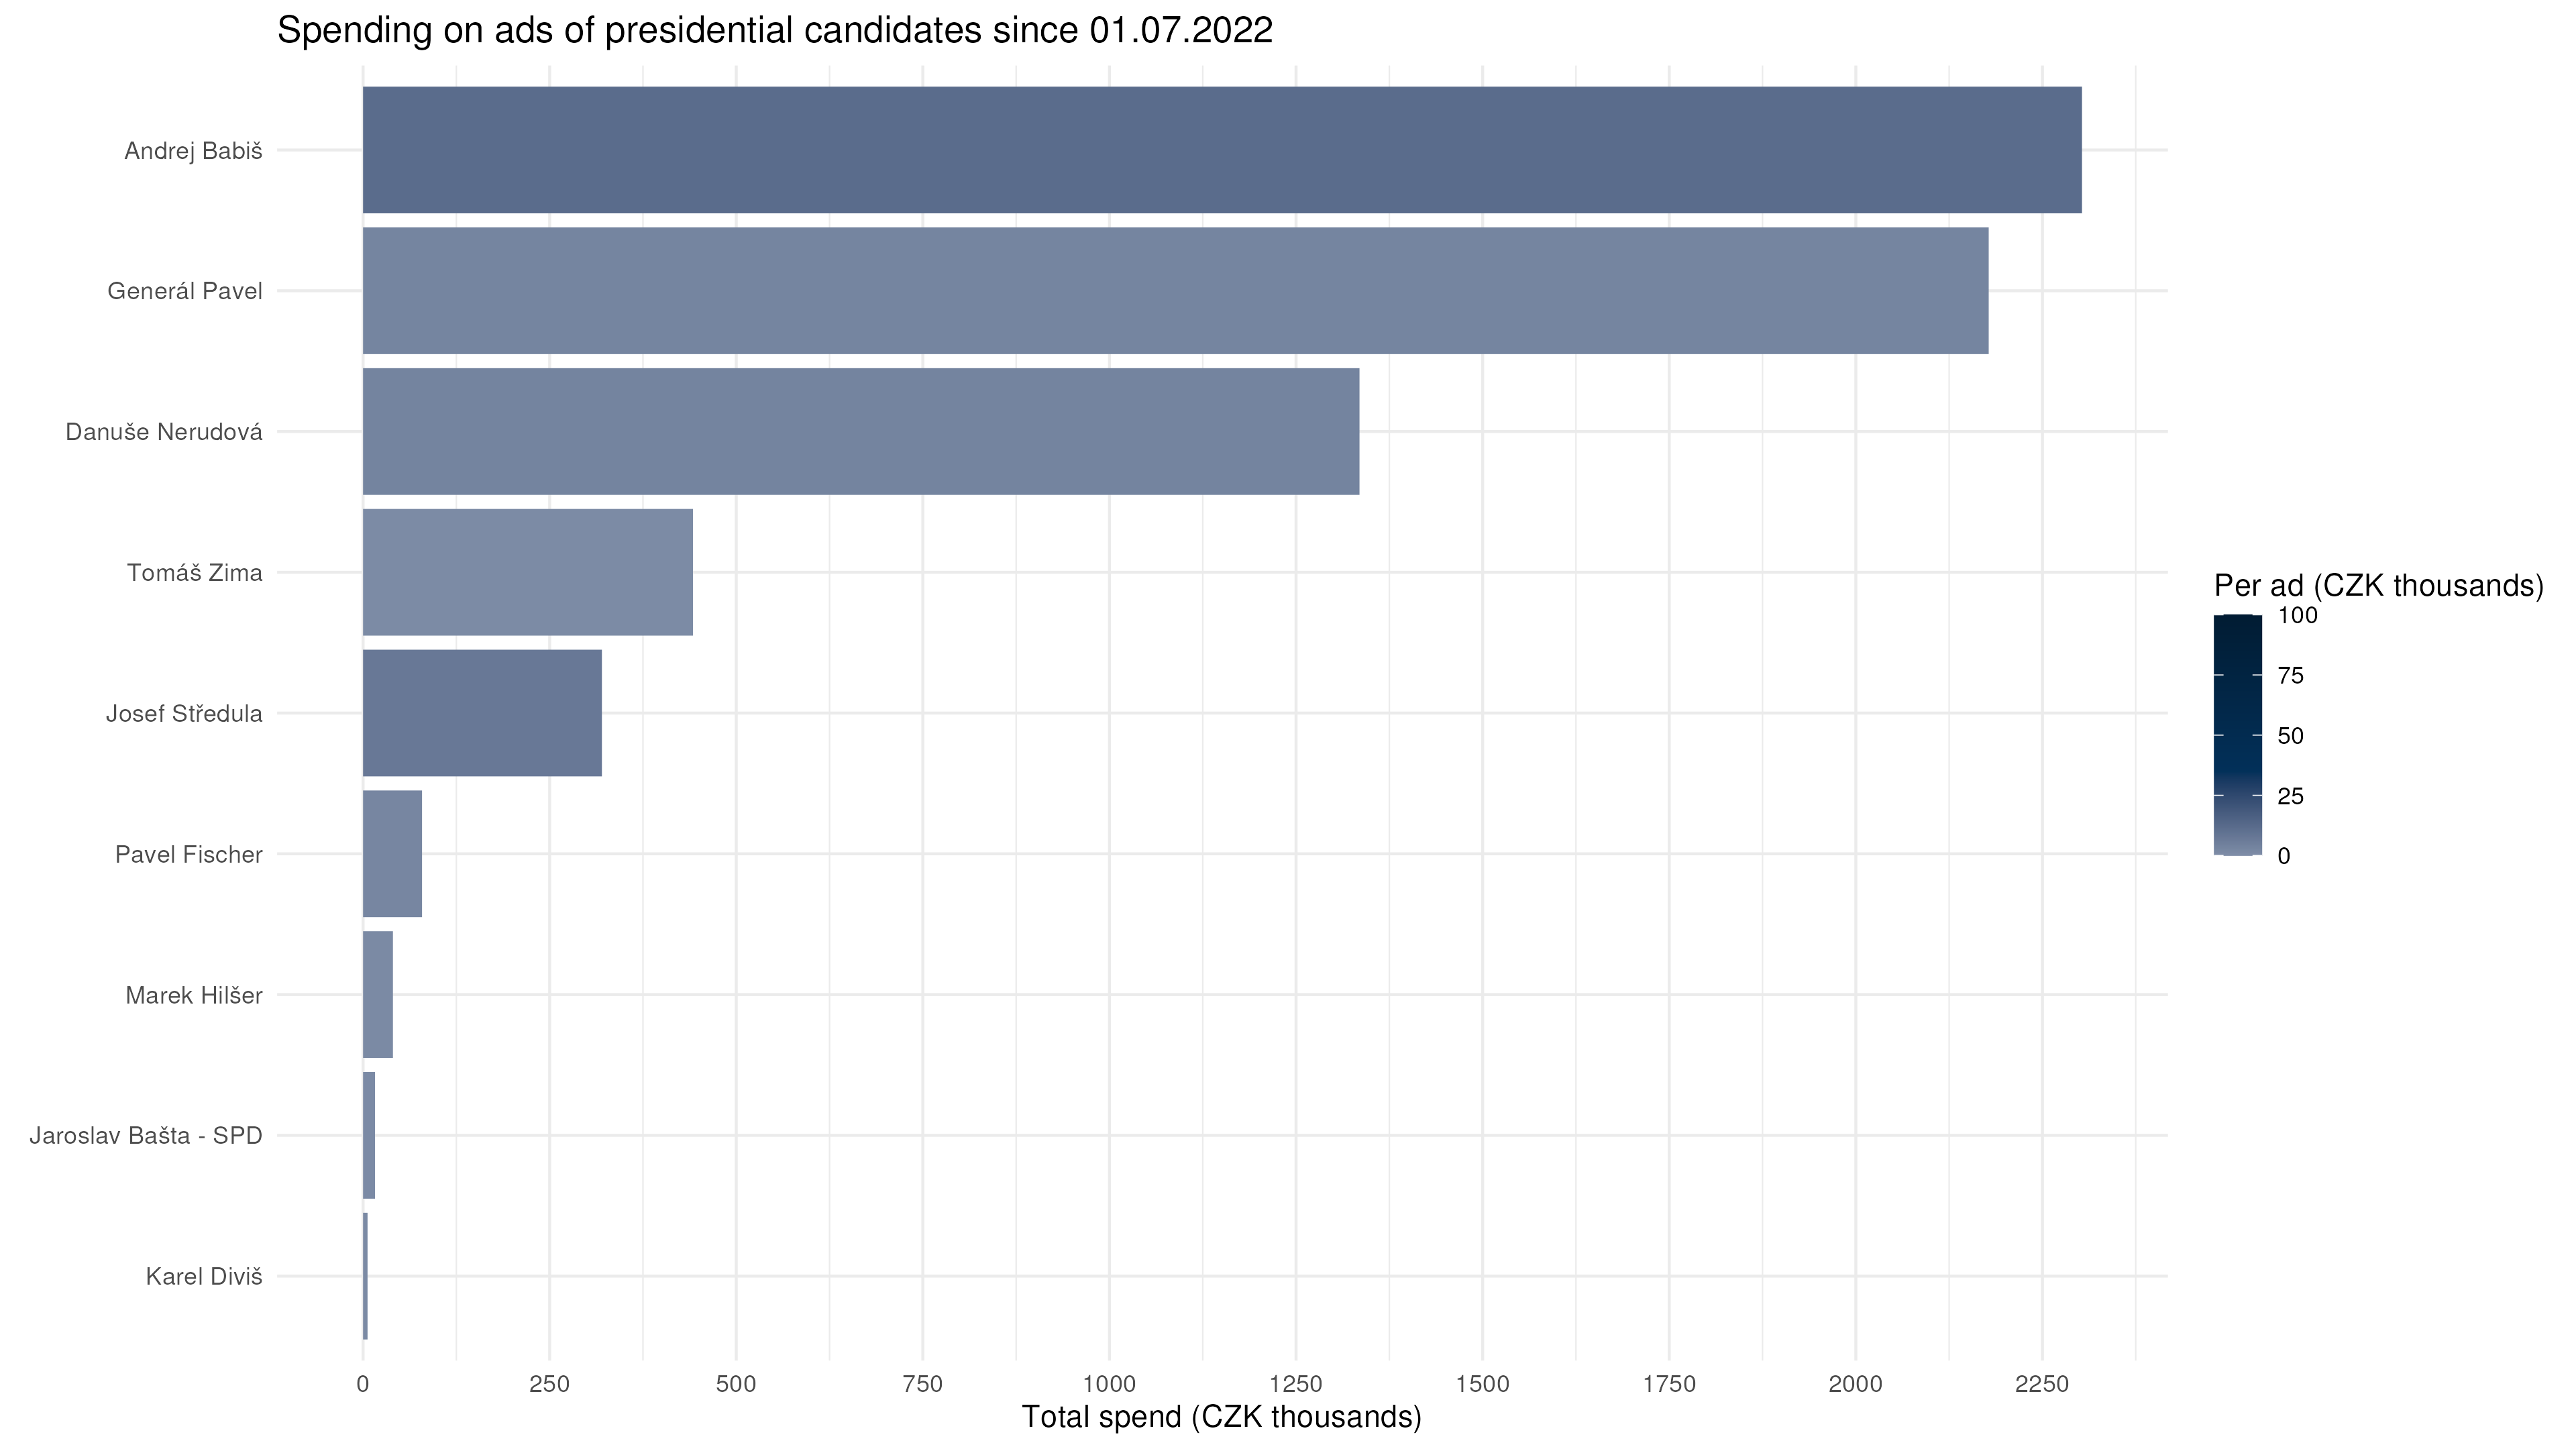 Spending on ads of presidential candidates since 01.07.2022
Andrej Babiš
Generál Pavel
Danuše Nerudová
Tomáš Zima
Josef Středula
Pavel Fischer
Marek Hilšer
Jaroslav Bašta - SPD
Karel Diviš
0 250 500 750 1000 1250 1500 1750 2000 2250
Total spend (CZK thousands)
Per ad (CZK thousands)
100
75
50
25
0